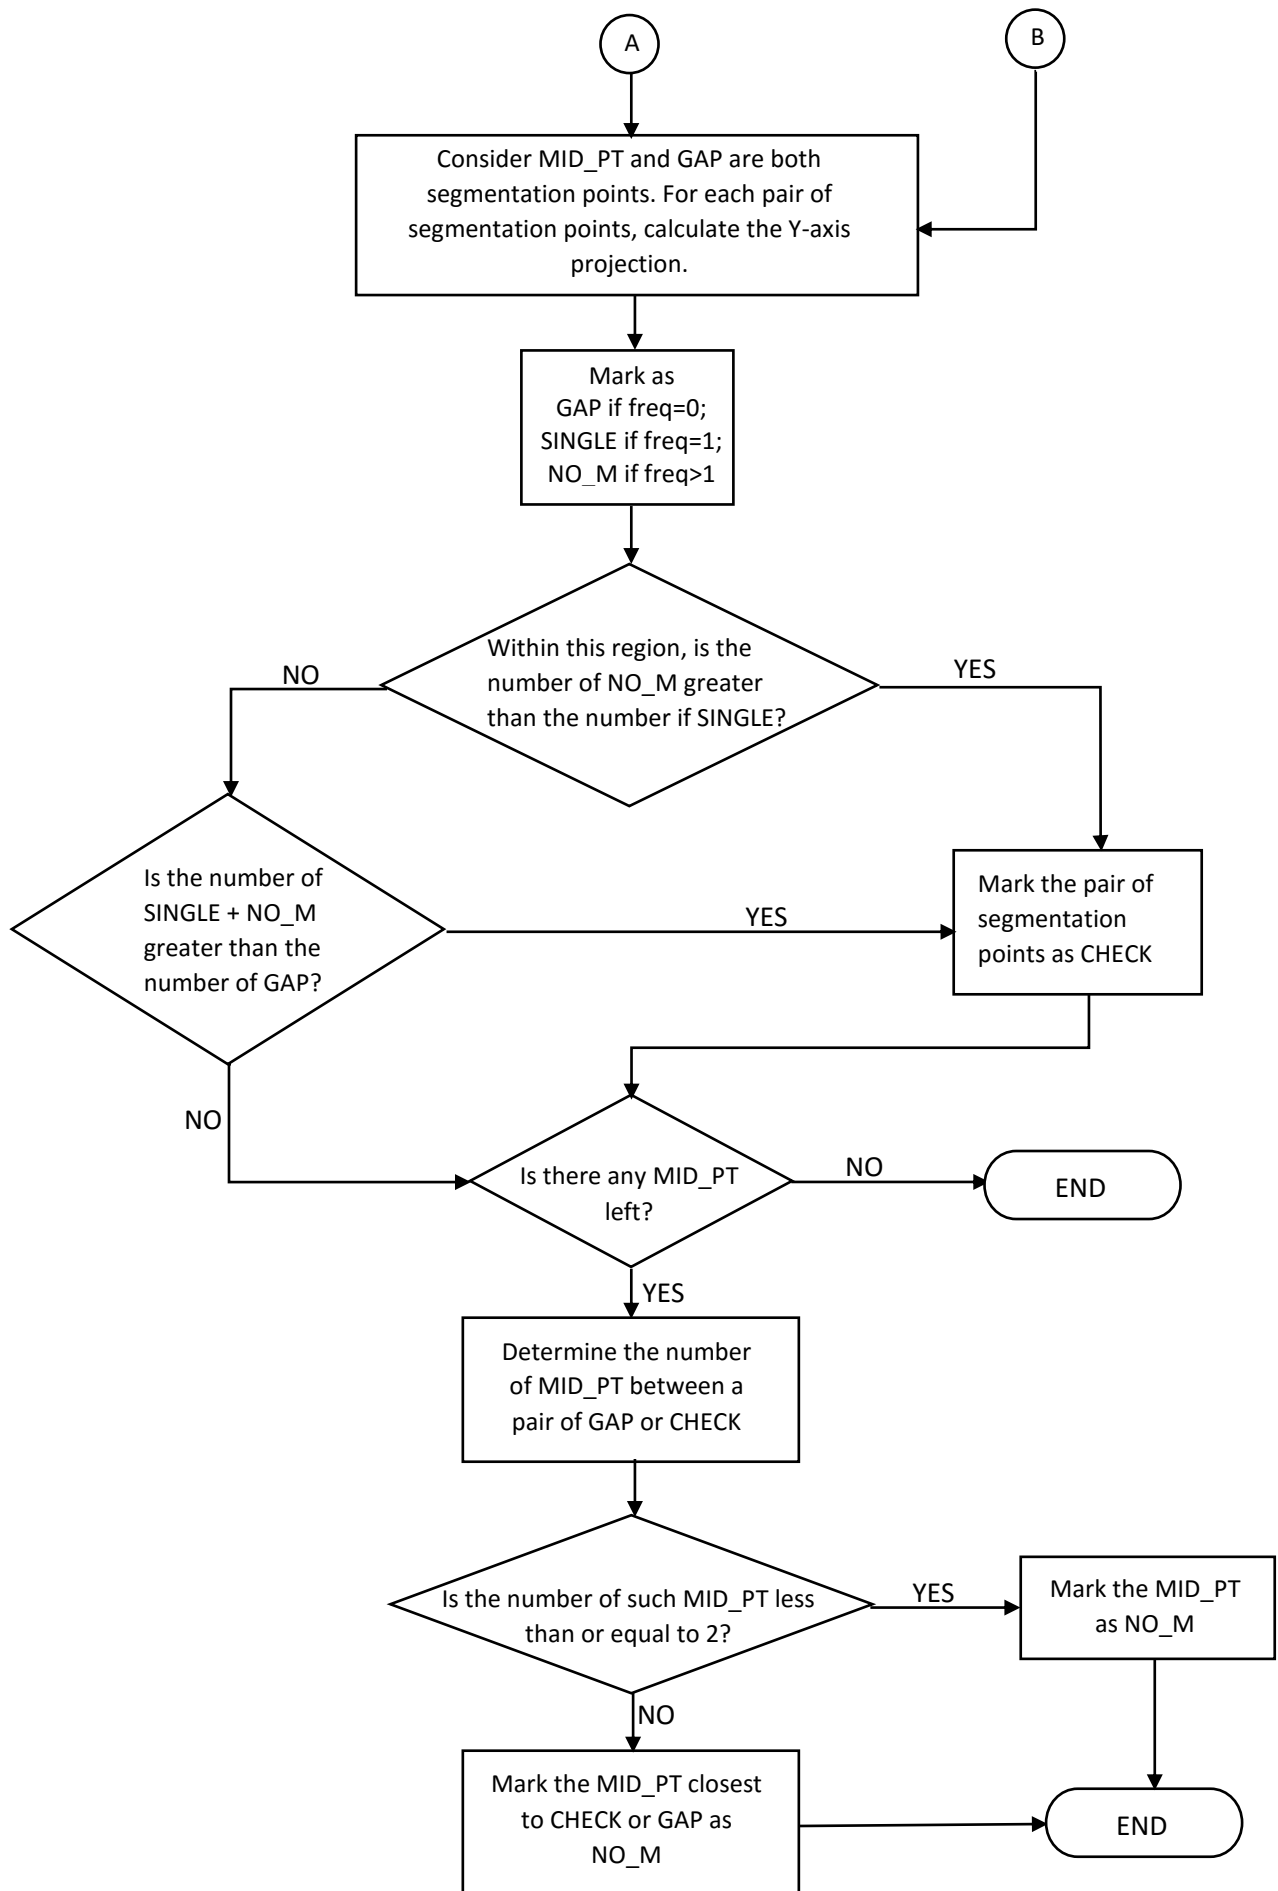 A
B
Consider MID_PT and GAP are both
segmentation points. For each pair of
segmentation points, calculate the Y-axis
projection.
Mark as
GAP if freq=0;
SINGLE if freq=1;
NO_M if freq>1
Within this region, is the
number of NO_M greater
than the number if SINGLE?
NO
YES
Is the number of
SINGLE + NO_M
greater than the
number of GAP?
YES
Mark the pair of
segmentation
points as CHECK
NO
Is there any MID_PT
left?
NO
END
YES
Determine the number
of MID_PT between a
pair of GAP or CHECK
Is the number of such MID_PT less
than or equal to 2?
YES
Mark the MID_PT
as NO_M
NO
Mark the MID_PT closest
to CHECK or GAP as
NO_M
END